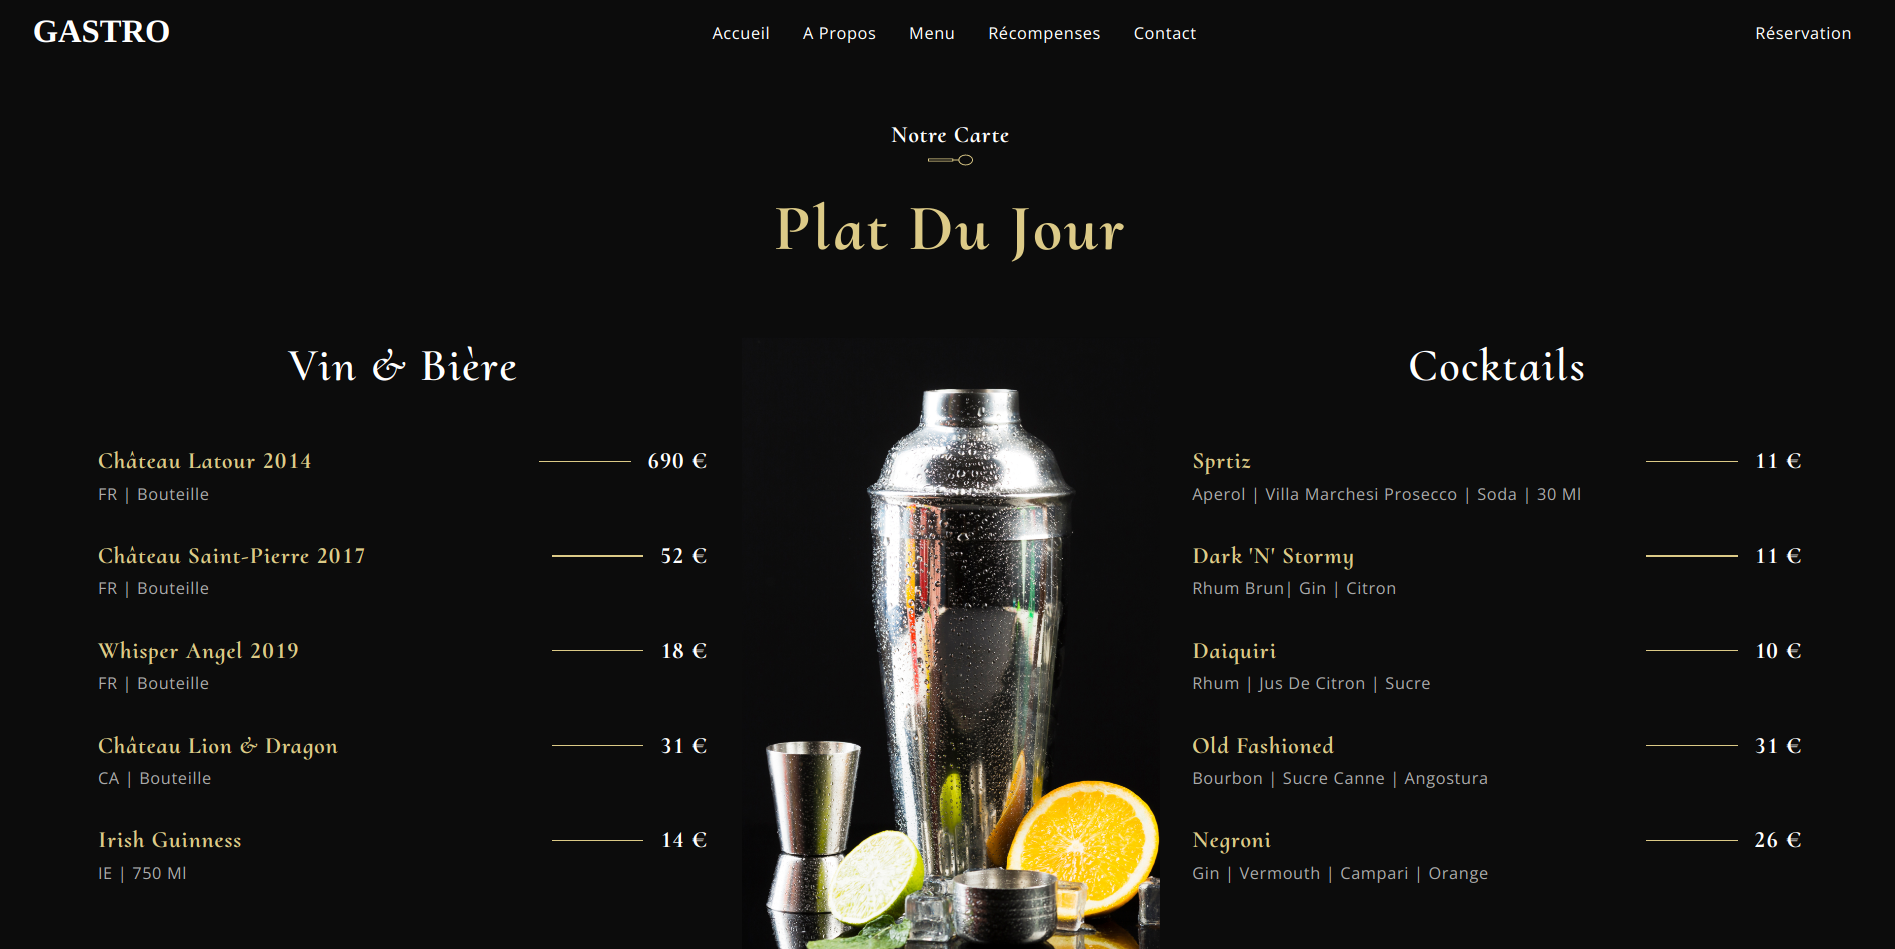 GASTRO
Accueil A Propos Menu Récompenses Contact
Réservation
Notre Carte
Plat Du Jour
Vin & Bière
Château Latour 2014 690 €
FR | Bouteille
Château Saint-Pierre 2017 52 €
FR | Bouteille
Whisper Angel 2019 18 €
FR | Bouteille
Château Lion & Dragon 31 €
CA | Bouteille
Irish Guinness 14 €
IE | 750 Ml
Cocktails
Sprtiz 11 €
Aperol | Villa Marchesi Prosecco | Soda | 30 Ml
Dark 'N' Stormy 11 €
Rhum Brun| Gin | Citron
Daiquiri 10 €
Rhum | Jus De Citron | Sucre
Old Fashioned 31 €
Bourbon | Sucre Canne | Angostura
Negroni 26 €
Gin | Vermouth | Campari | Orange